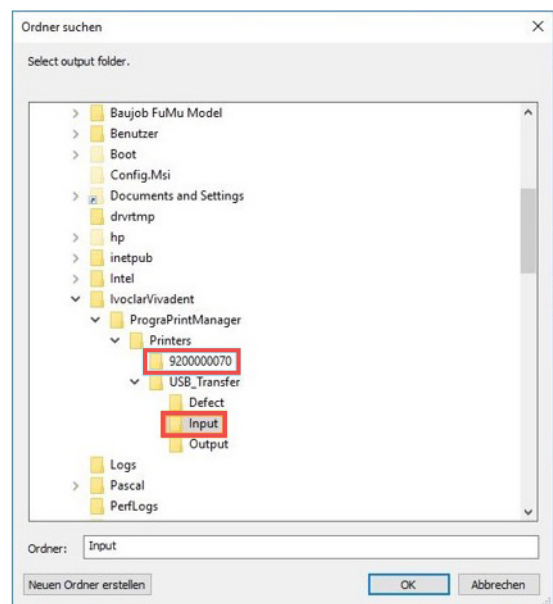 Ordner suchen
Select output folder.
Baujob FuMu Model
Benutzer
Boot
Config.Msi
Documents and Settings
drvrtmp
hp
inetpub
Intel
IvoclarVivadent
PrograPrintManager
Printers
9200000070
USB_Transfer
Defect
Input
Output
Logs
Pascal
PerfLogs
Ordner: Input
Neuen Ordner erstellen OK Abbrechen